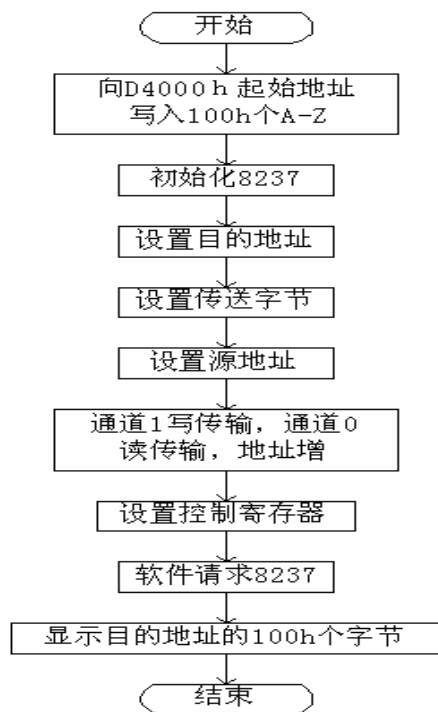 开始
向D4000h起始地址
写入100h个A-Z
初始化8237
设置目的地址
设置传送字节
设置源地址
通道1写传输，通道0
读传输，地址增
设置控制寄存器
软件请求8237
显示目的地址的100h个字节
结束